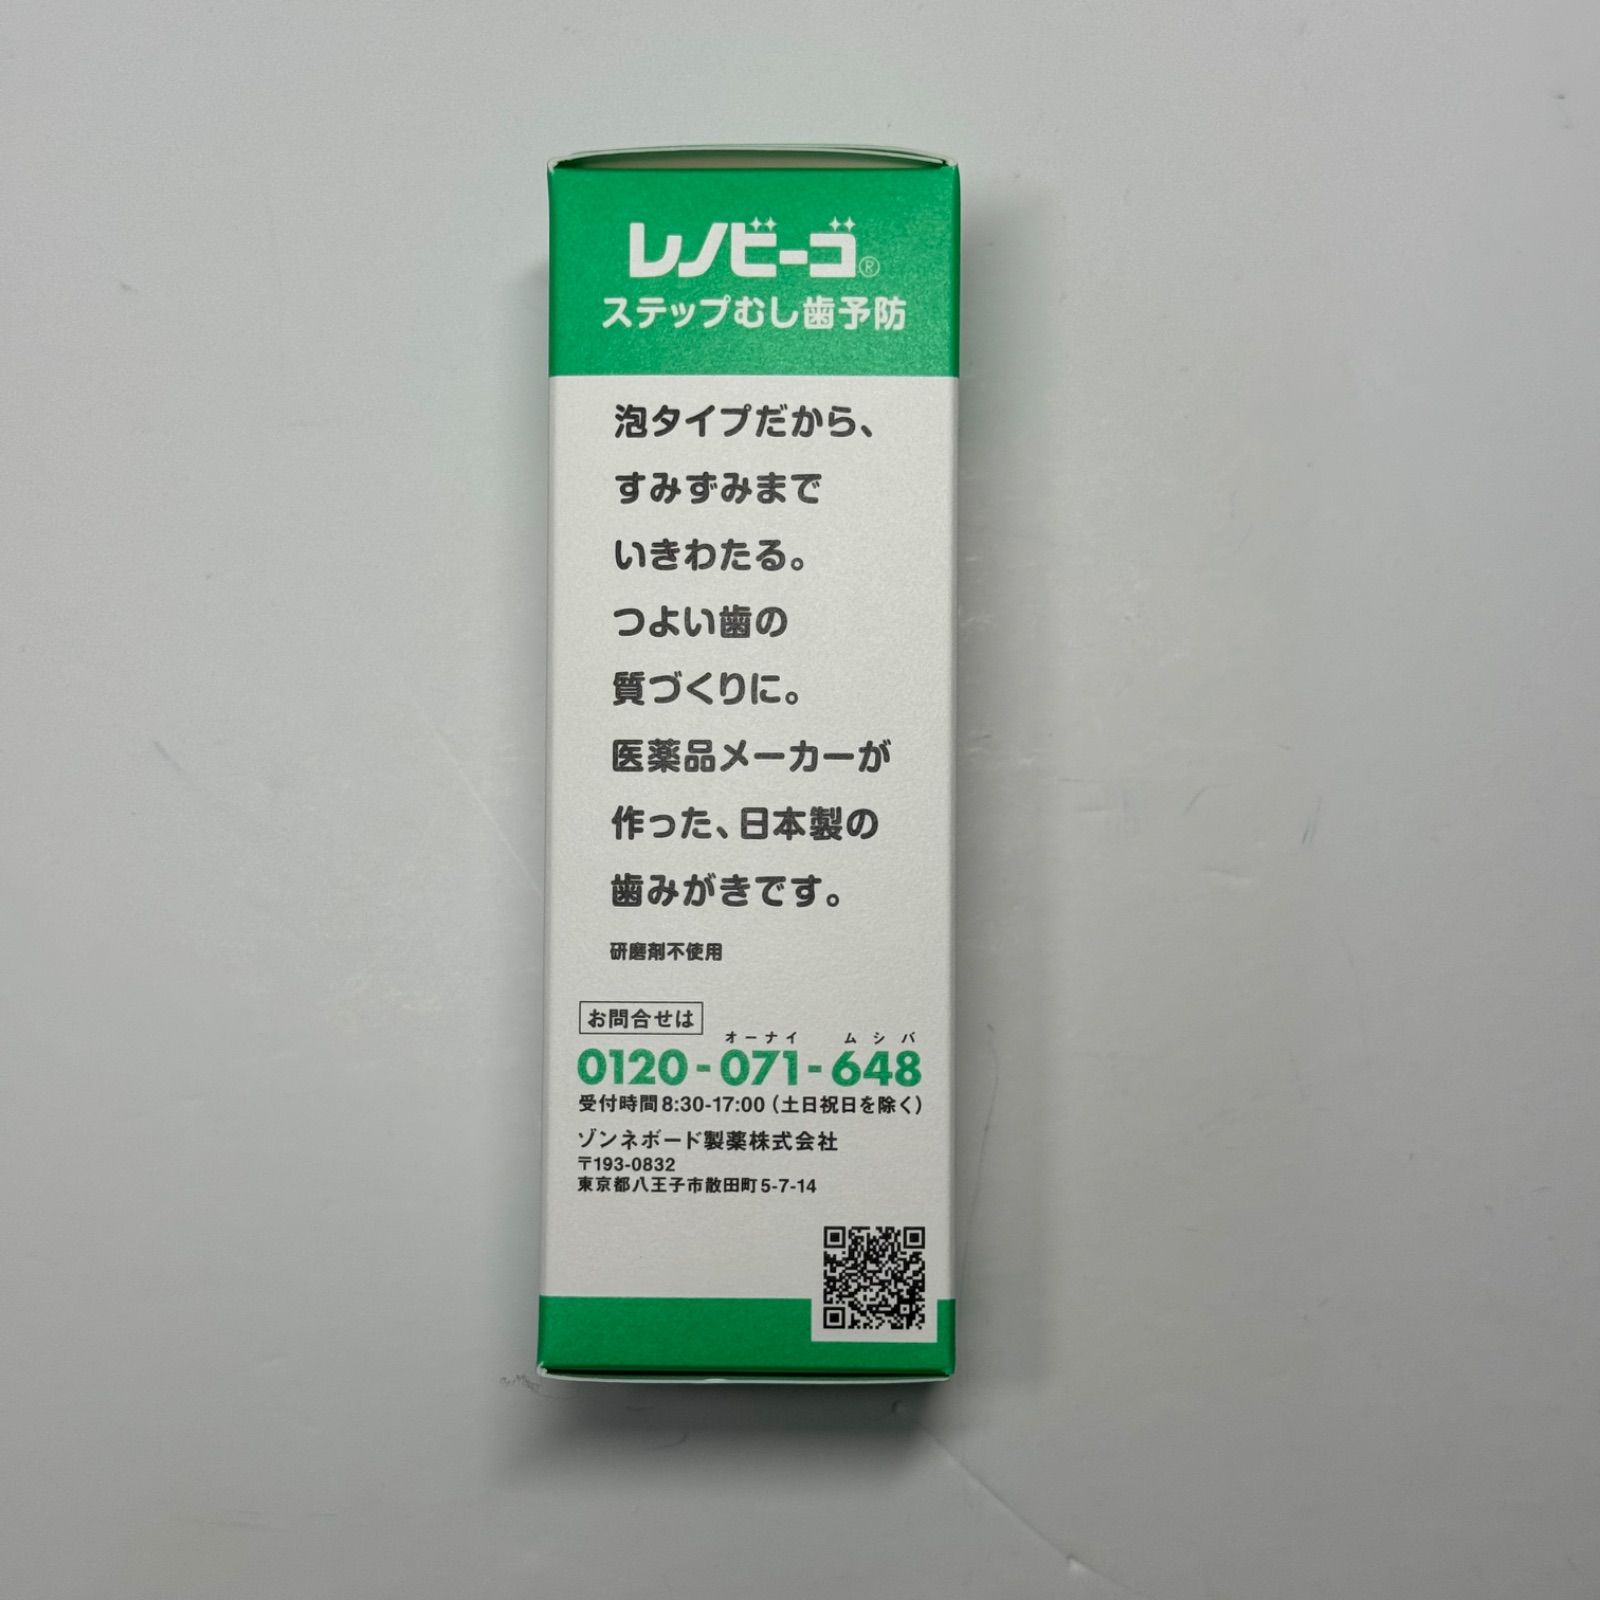 レノビーゴ®
ステップむし歯予防
泡タイプだから、
すみずみまで
いきわたる。
つよい歯の
質づくりに。
医薬品メーカーが
作った、日本製の
歯みがきです。
研磨剤不使用
お問合せは
オーナイ ムシバ
0120-071-648
受付時間8:30-17:00(土日祝日を除く)
ゾンネボード製薬株式会社
〒193-0832
東京都八王子市散田町5-7-14